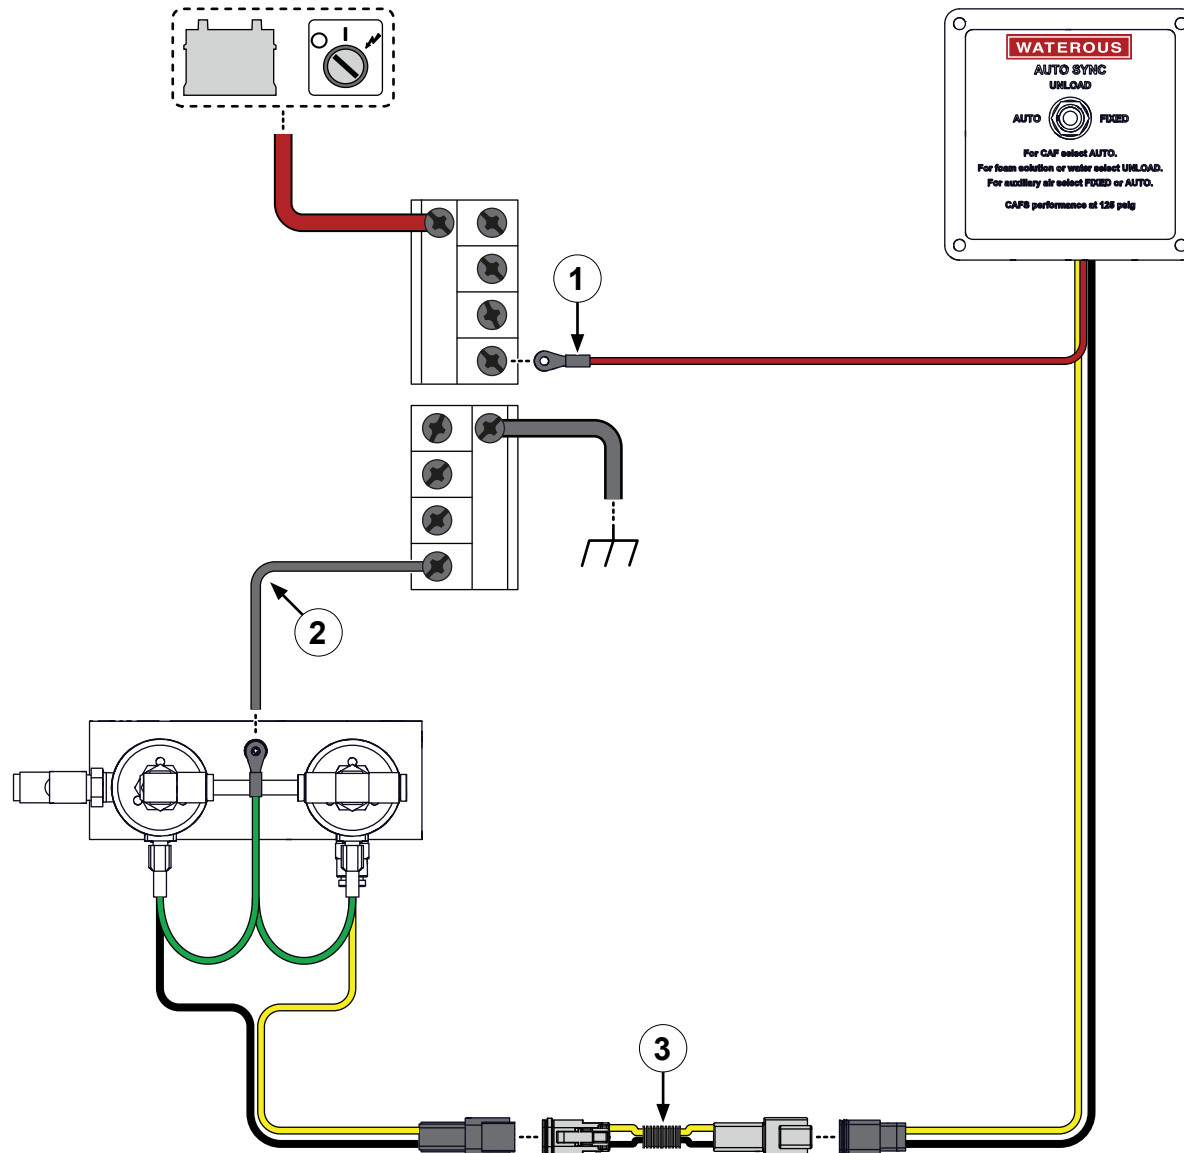 WATEROUS
AUTO SYNC
UNLOAD
AUTO FIXED
For CAF select AUTO.
For foam solution or water select UNLOAD.
For auxiliary air select FIXED or AUTO.
CAFS performance at 125 psig
1
2
3